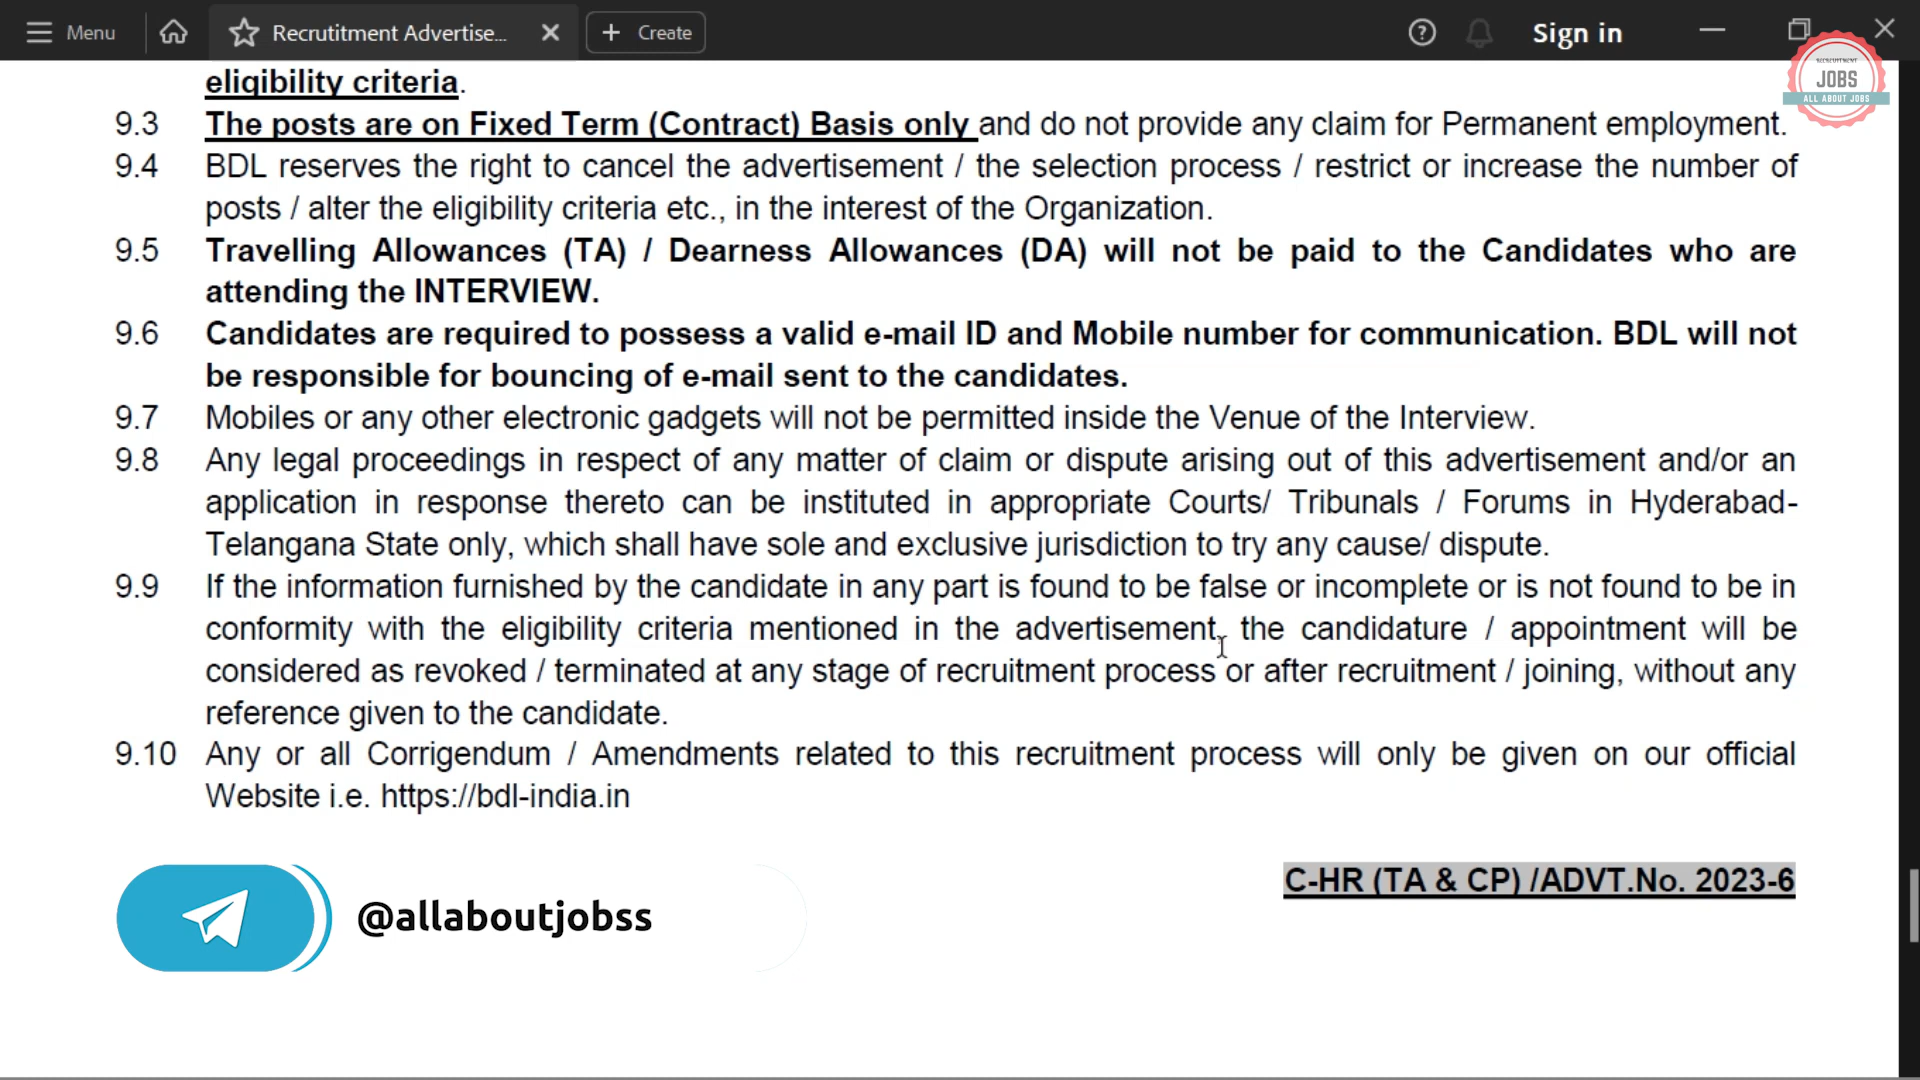 Menu
Recrutitment Advertise...
Create
Sign in
RECRUITMENT
JOBS
ALL ABOUT JOBS
eligibility criteria.
9.3 The posts are on Fixed Term (Contract) Basis only and do not provide any claim for Permanent employment.
9.4 BDL reserves the right to cancel the advertisement / the selection process / restrict or increase the number of
posts / alter the eligibility criteria etc., in the interest of the Organization.
9.5 Travelling Allowances (TA) / Dearness Allowances (DA) will not be paid to the Candidates who are
attending the INTERVIEW.
9.6 Candidates are required to possess a valid e-mail ID and Mobile number for communication. BDL will not
be responsible for bouncing of e-mail sent to the candidates.
9.7 Mobiles or any other electronic gadgets will not be permitted inside the Venue of the Interview.
9.8 Any legal proceedings in respect of any matter of claim or dispute arising out of this advertisement and/or an
application in response thereto can be instituted in appropriate Courts/ Tribunals / Forums in Hyderabad-
Telangana State only, which shall have sole and exclusive jurisdiction to try any cause/ dispute.
9.9 If the information furnished by the candidate in any part is found to be false or incomplete or is not found to be in
conformity with the eligibility criteria mentioned in the advertisement, the candidature / appointment will be
considered as revoked / terminated at any stage of recruitment process or after recruitment / joining, without any
reference given to the candidate.
9.10 Any or all Corrigendum / Amendments related to this recruitment process will only be given on our official
Website i.e. https://bdl-india.in
C-HR (TA & CP) /ADVT.No. 2023-6
@allaboutjobss